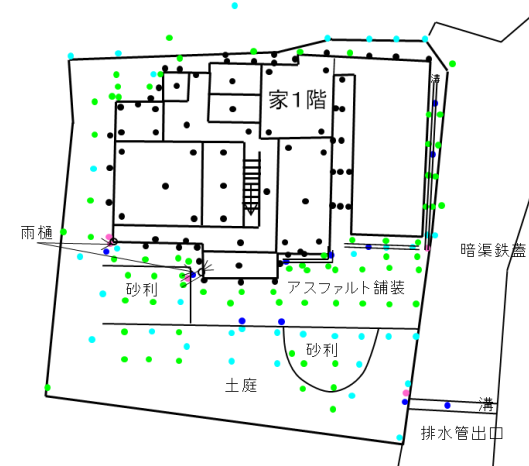 溝
家1階
雨樋
暗渠鉄蓋
砂利
アスファルト舗装
砂利
土庭
溝
排水管出口